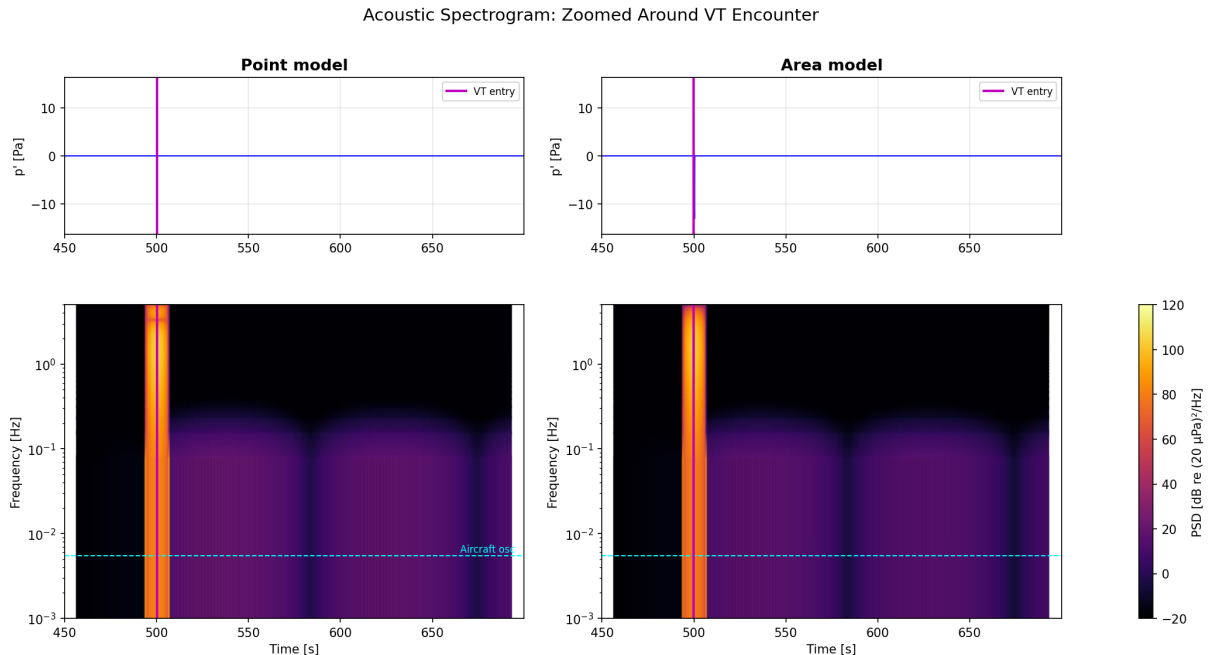 Acoustic Spectrogram: Zoomed Around VT Encounter
Point model
Area model
p' [Pa]
10
0
−10
VT entry
450 500 550 600 650
p' [Pa]
10
0
−10
VT entry
450 500 550 600 650
Frequency [Hz]
10⁰
10⁻¹
10⁻²
10⁻³
Aircraft osc
450 500 550 600 650
Time [s]
Frequency [Hz]
10⁰
10⁻¹
10⁻²
10⁻³
450 500 550 600 650
Time [s]
120
100
80
60
40
20
0
−20
PSD [dB re (20 μPa)²/Hz]